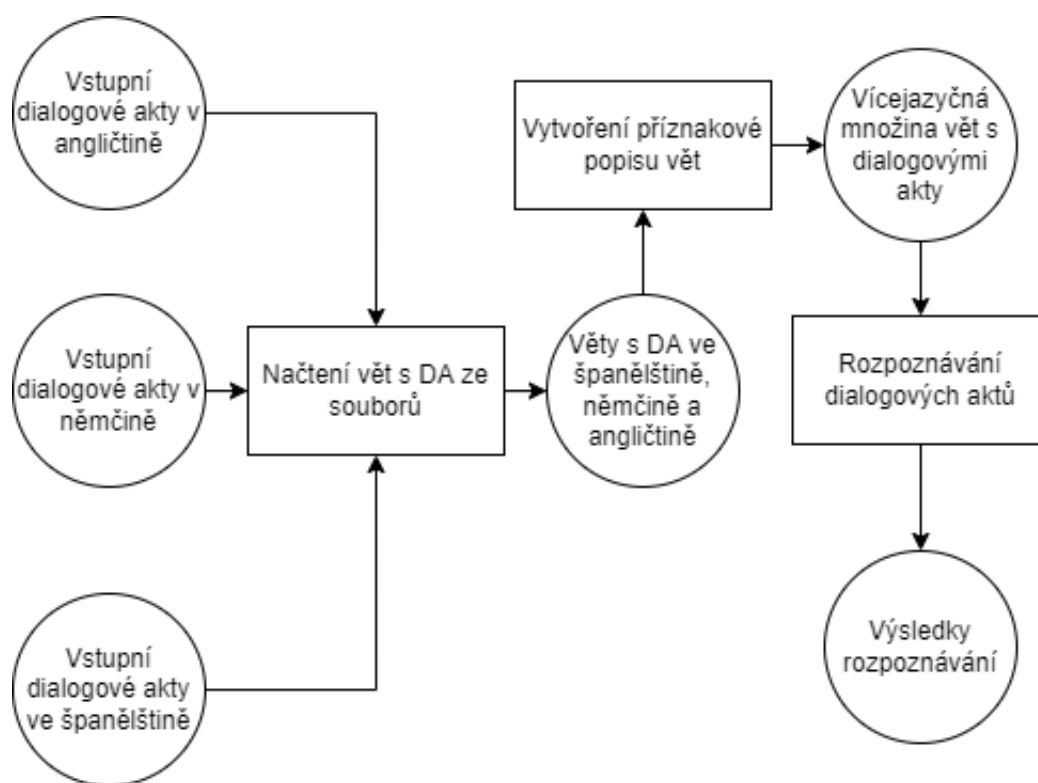 Vstupní
dialogové akty v
angličtině
Vstupní
dialogové akty v
němčině
Vstupní
dialogové akty
ve španělštině
Načtení vět s DA ze
souborů
Věty s DA ve
španělštině,
němčině a
angličtině
Vytvoření příznakové
popisu vět
Vícejazyčná
množina vět s
dialogovými
akty
Rozpoznávání
dialogových aktů
Výsledky
rozpoznávání